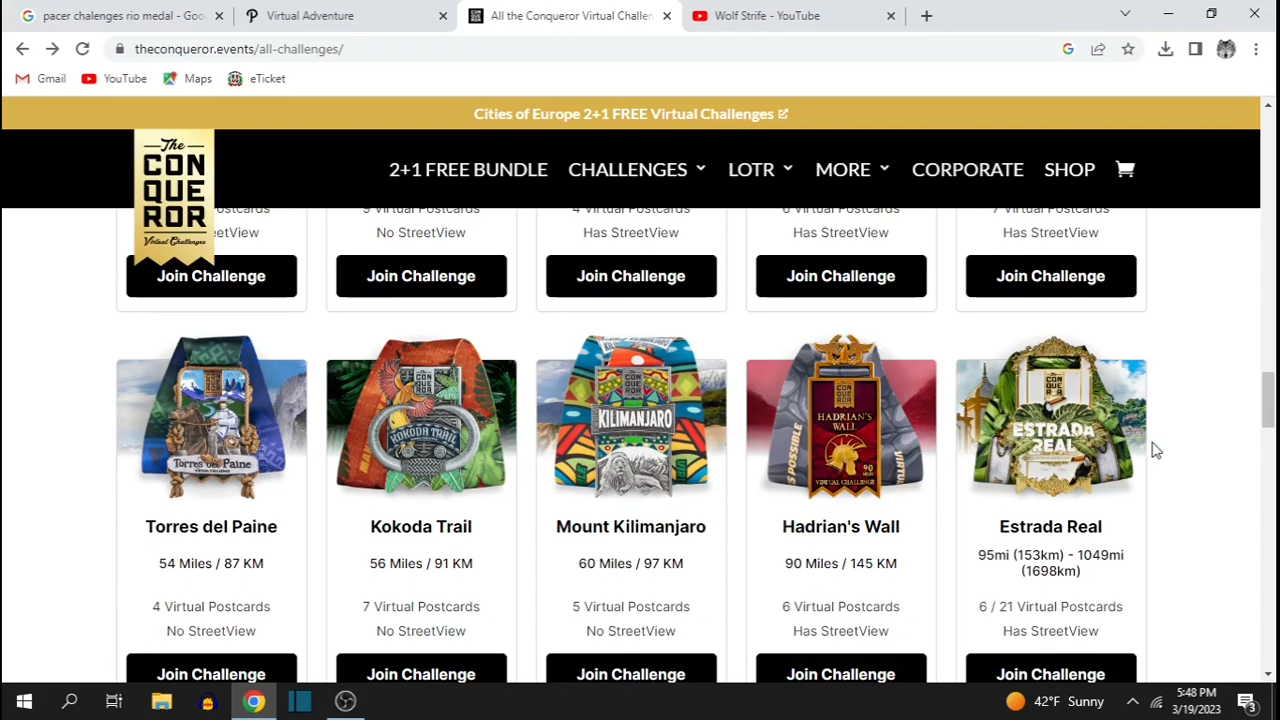 pacer chalenges rio medal - Goo
Virtual Adventure
All the Conqueror Virtual Challen
Wolf Strife - YouTube
theconqueror.events/all-challenges/
Gmail
YouTube
Maps
eTicket
Cities of Europe 2+1 FREE Virtual Challenges
The
CON
QUE
ROR
Virtual Challenges
2+1 FREE BUNDLE
CHALLENGES
LOTR
MORE
CORPORATE
SHOP
9 Virtual Postcards
4 Virtual Postcards
6 Virtual Postcards
7 Virtual Postcards
No StreetView
Has StreetView
Has StreetView
Has StreetView
Join Challenge
Join Challenge
Join Challenge
Join Challenge
Join Challenge
Torres del Paine
KOKODA TRAIL
KILIMANJARO
HADRIAN'S
WALL
90
VIRTUAL CHALLENGE
ESTRADA
REAL
Torres del Paine
Kokoda Trail
Mount Kilimanjaro
Hadrian's Wall
Estrada Real
54 Miles / 87 KM
56 Miles / 91 KM
60 Miles / 97 KM
90 Miles / 145 KM
95mi (153km) - 1049mi
(1698km)
4 Virtual Postcards
7 Virtual Postcards
5 Virtual Postcards
6 Virtual Postcards
6 / 21 Virtual Postcards
No StreetView
No StreetView
No StreetView
Has StreetView
Has StreetView
Join Challenge
Join Challenge
Join Challenge
Join Challenge
Join Challenge
42°F Sunny
5:48 PM
3/19/2023
3